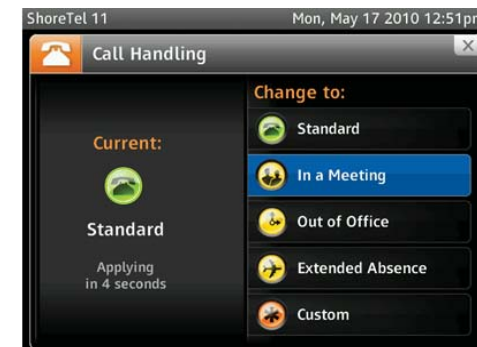 ShoreTel 11
Mon, May 17 2010 12:51pm
Call Handling
X
Current:
Standard
Applying
in 4 seconds
Change to:
Standard
In a Meeting
Out of Office
Extended Absence
Custom